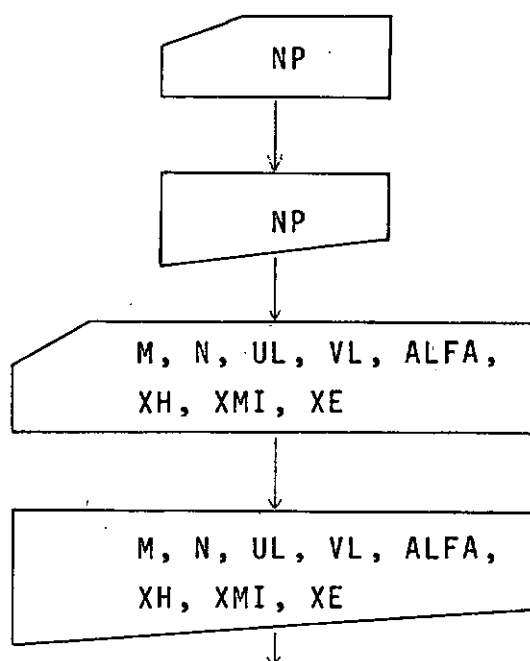 NP
NP
M, N, UL, VL, ALFA,
XH, XMI, XE
M, N, UL, VL, ALFA,
XH, XMI, XE